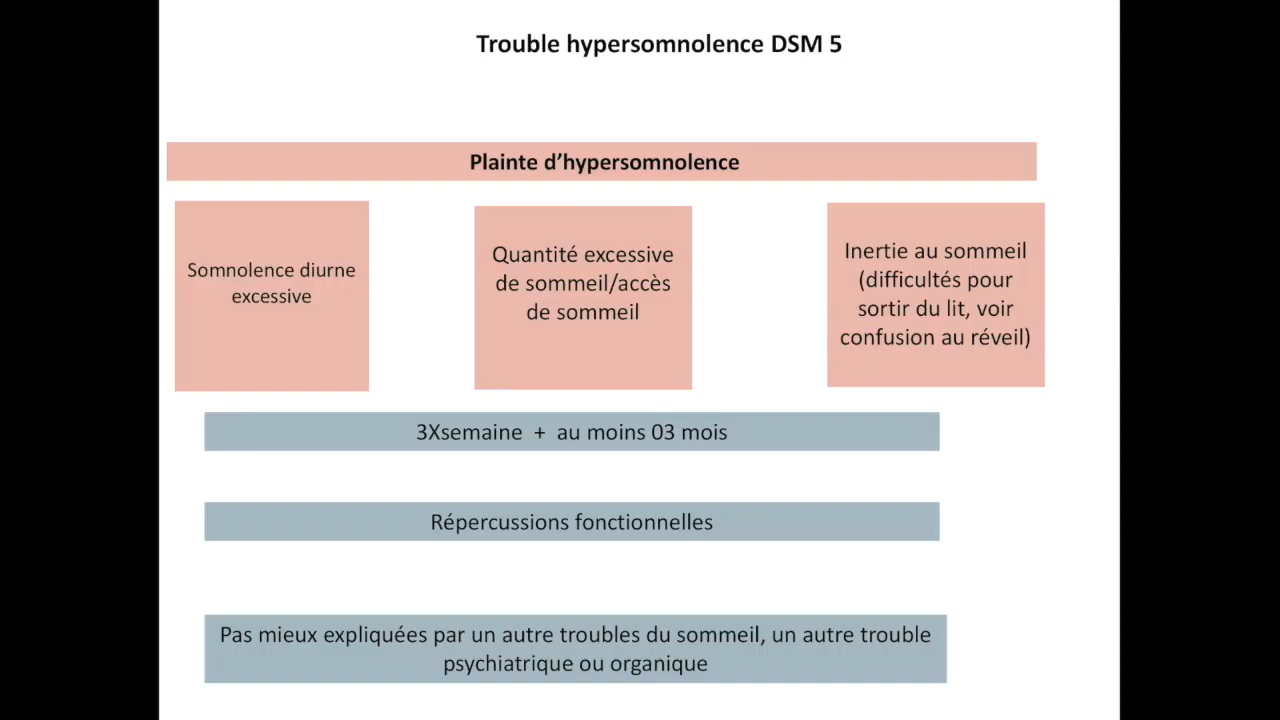 Trouble hypersomnolence DSM 5
Plainte d’hypersomnolence
Somnolence diurne
excessive
Quantité excessive
de sommeil/accès
de sommeil
Inertie au sommeil
(difficultés pour
sortir du lit, voir
confusion au réveil)
3Xsemaine + au moins 03 mois
Répercussions fonctionnelles
Pas mieux expliquées par un autre troubles du sommeil, un autre trouble
psychiatrique ou organique